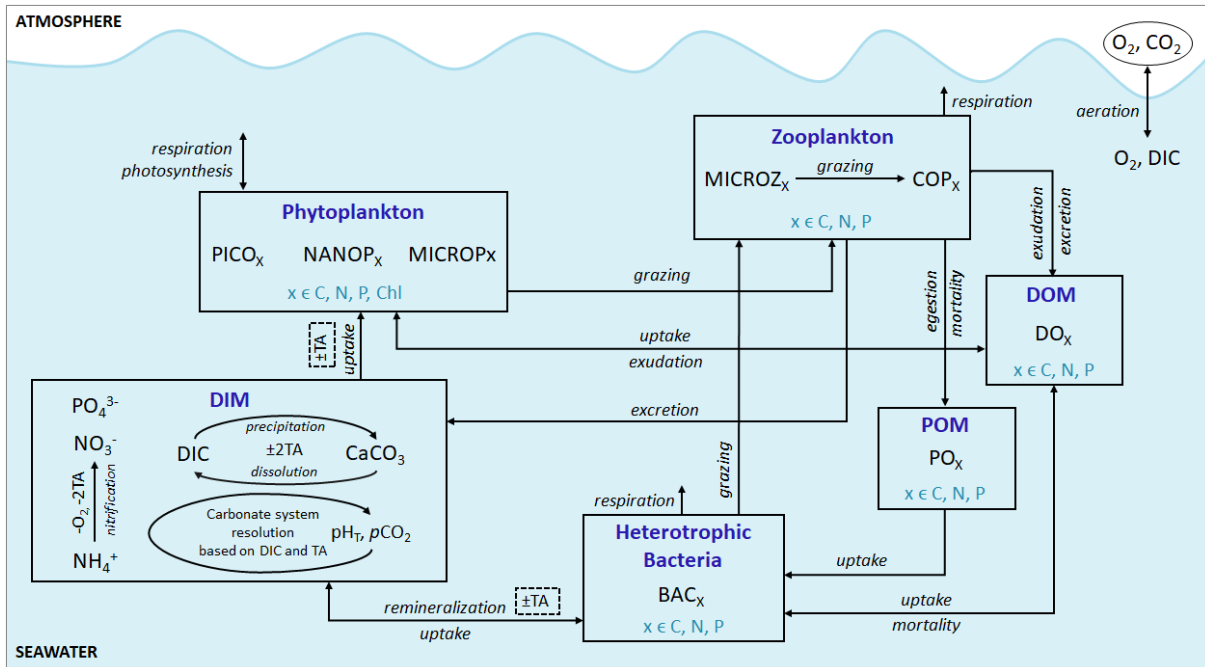 ATMOSPHERE
O₂, CO₂
aeration
O₂, DIC
respiration
Zooplankton
MICROZₓ
grazing
COPₓ
x ϵ C, N, P
respiration
photosynthesis
Phytoplankton
PICOₓ
NANOPₓ
MICROPx
x ϵ C, N, P, Chl
grazing
exudation
excretion
egestion
mortality
DOM
DOₓ
x ϵ C, N, P
±TA
uptake
uptake
exudation
DIM
PO₄³⁻
NO₃⁻
-O₂, -2TA
nitrification
NH₄⁺
precipitation
DIC
±2TA
CaCO₃
dissolution
Carbonate system
resolution
based on DIC and TA
pH_T, pCO₂
excretion
POM
POₓ
x ϵ C, N, P
grazing
respiration
Heterotrophic
Bacteria
BACₓ
x ϵ C, N, P
uptake
uptake
mortality
remineralization
±TA
uptake
SEAWATER